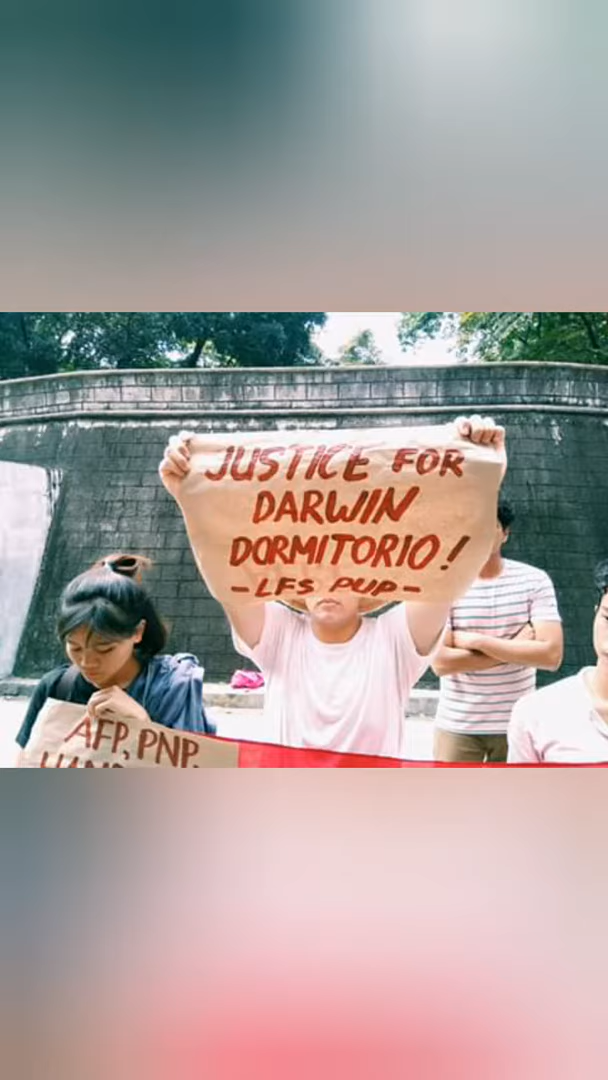 JUSTICE FOR
DARWIN
DORMITORIO!
-LFS PUP-
AFP, PNP,